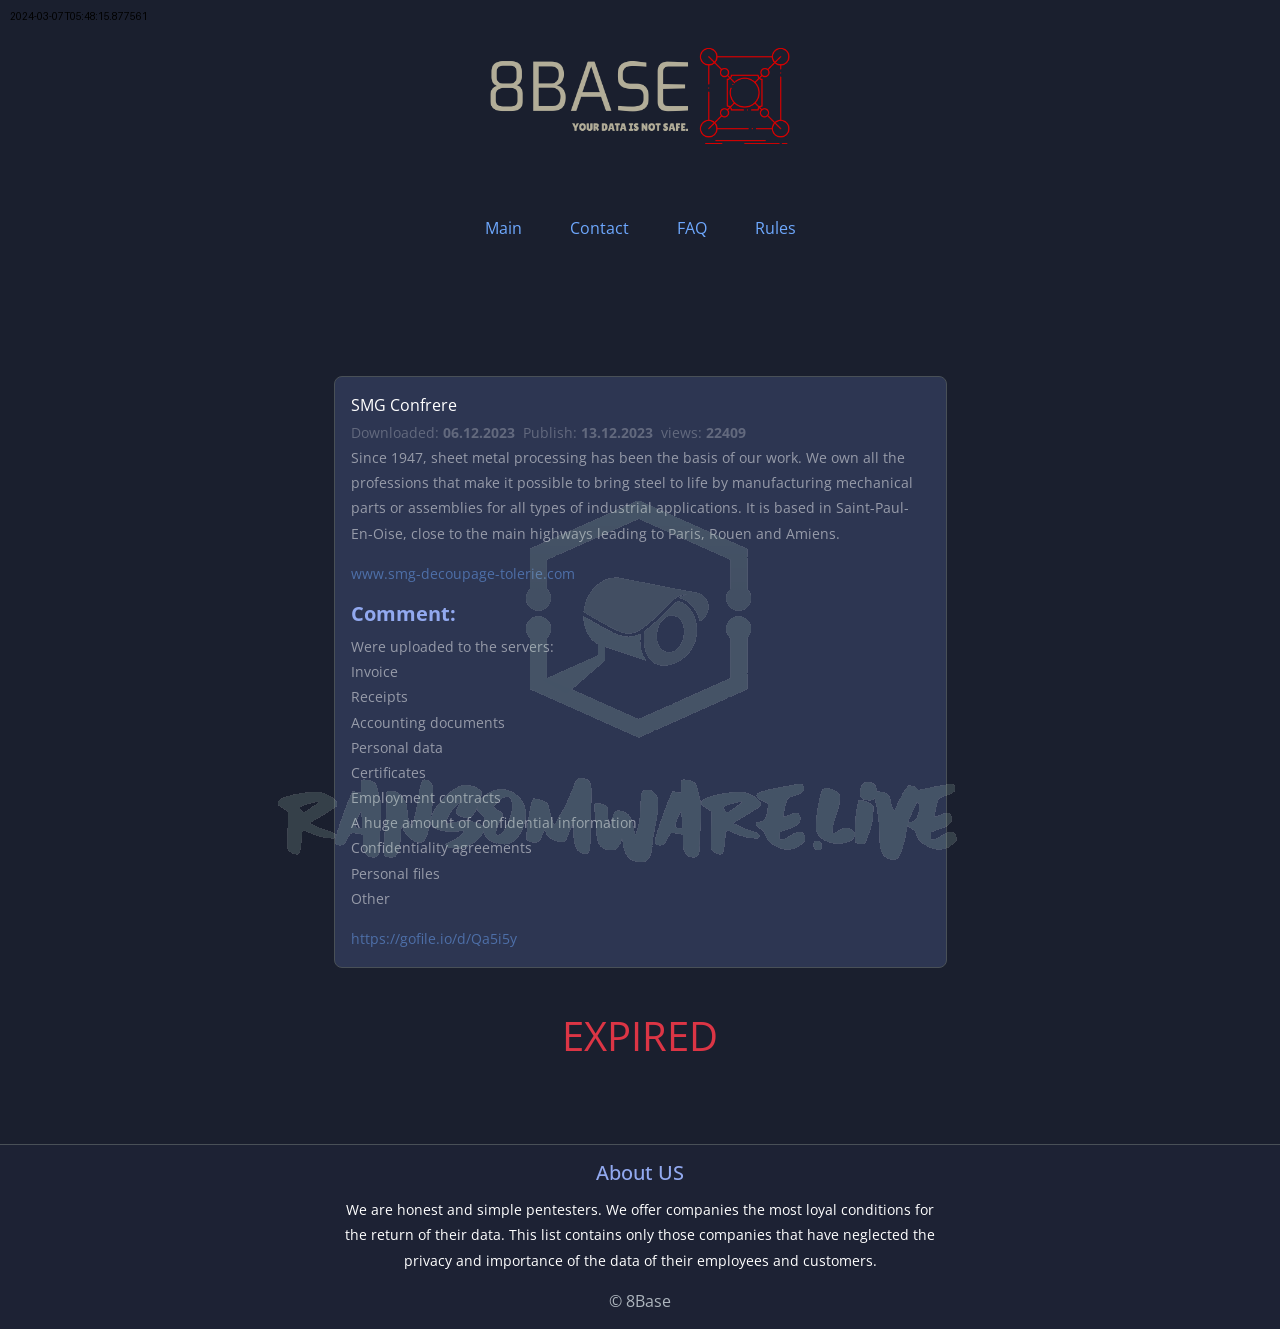 2024-03-07T05:48:15.877561
8BASE
YOUR DATA IS NOT SAFE.
Main Contact FAQ Rules
SMG Confrere
Downloaded: 06.12.2023 Publish: 13.12.2023 views: 22409
Since 1947, sheet metal processing has been the basis of our work. We own all the
professions that make it possible to bring steel to life by manufacturing mechanical
parts or assemblies for all types of industrial applications. It is based in Saint-Paul-
En-Oise, close to the main highways leading to Paris, Rouen and Amiens.
www.smg-decoupage-tolerie.com
Comment:
Were uploaded to the servers:
Invoice
Receipts
Accounting documents
Personal data
Certificates
Employment contracts
RANSOMWARE.LIVE
A huge amount of confidential information
Confidentiality agreements
Personal files
Other
https://gofile.io/d/Qa5i5y
EXPIRED
About US
We are honest and simple pentesters. We offer companies the most loyal conditions for
the return of their data. This list contains only those companies that have neglected the
privacy and importance of the data of their employees and customers.
© 8Base